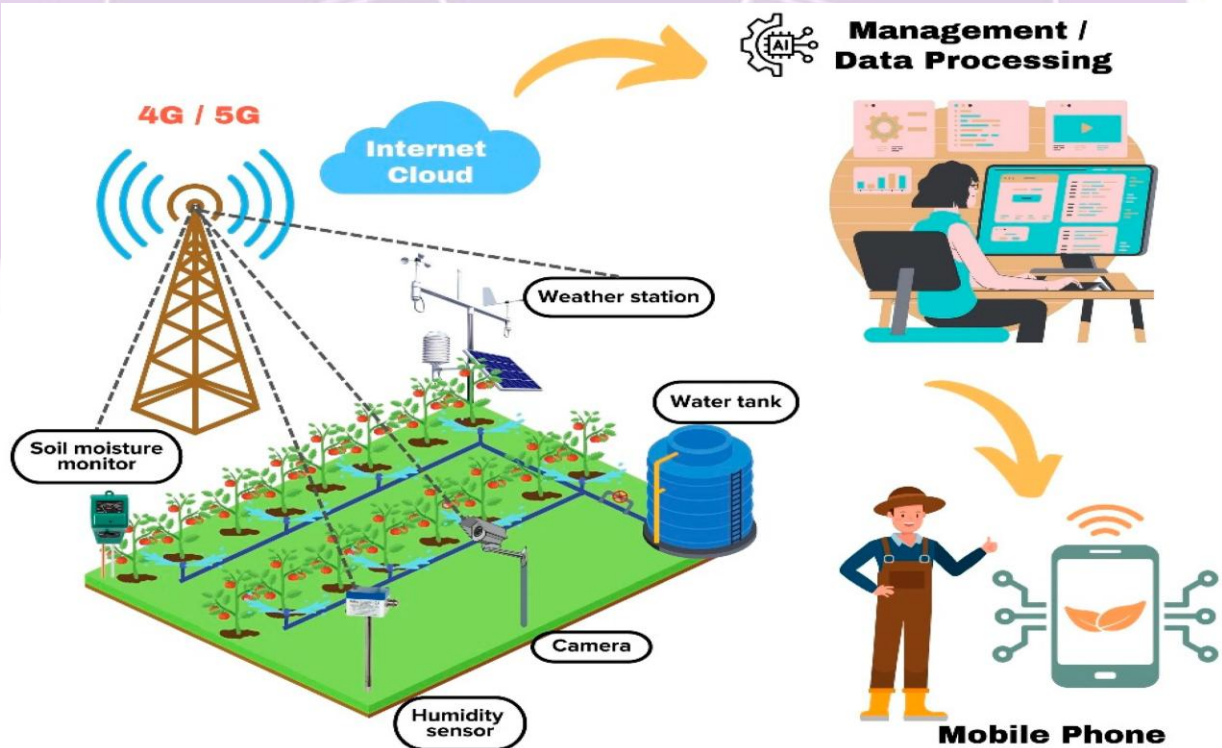 Management /
Data Processing
AI
4G / 5G
Internet
Cloud
Weather station
Water tank
Soil moisture
monitor
Camera
Humidity
sensor
Mobile Phone